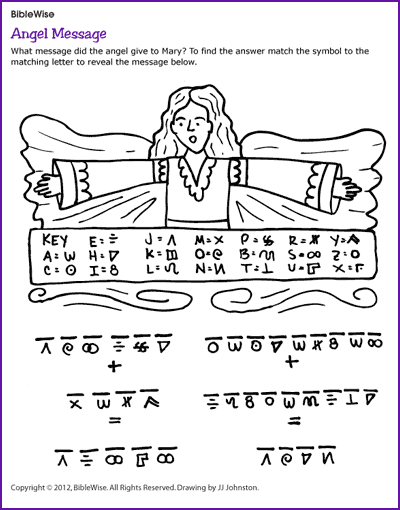 BibleWise
Angel Message
What message did the angel give to Mary? To find the answer match the symbol to the
matching letter to reveal the message below.
KEY E= J= M= P= R= Y=
A= H= K= O= B= S= Z=
C= I= L= N= T= U= X=
+ +
= =
Copyright © 2012, BibleWise. All Rights Reserved. Drawing by JJ Johnston.